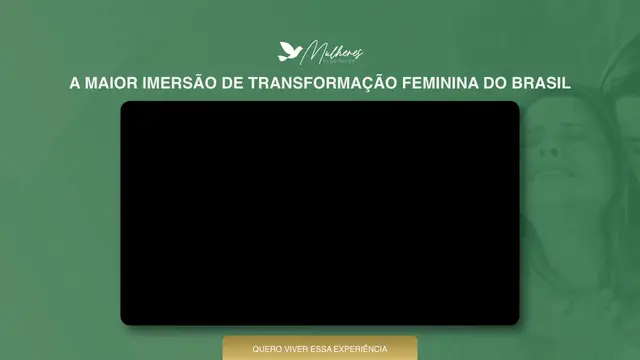 Mulheres
A MAIOR IMERSÃO DE TRANSFORMAÇÃO FEMININA DO BRASIL
QUERO VIVER ESSA EXPERIÊNCIA